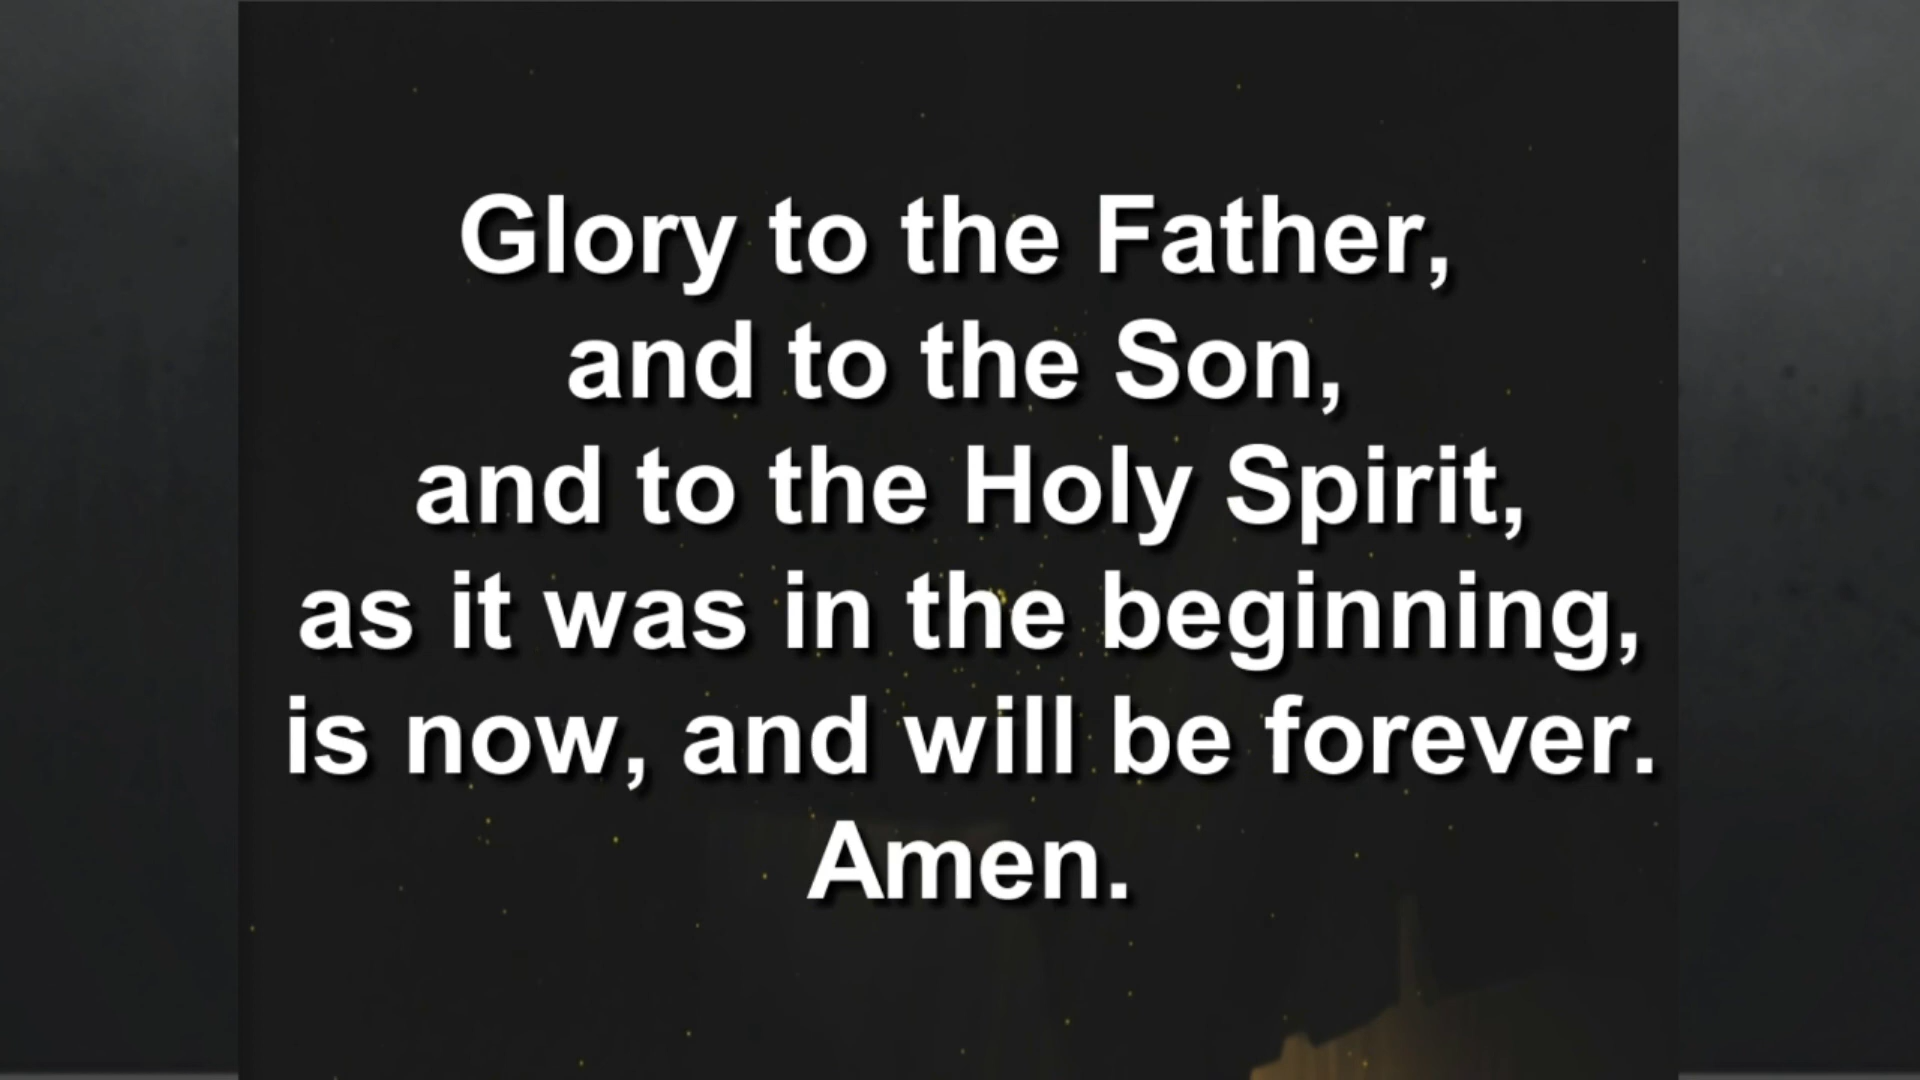 Glory to the Father,
and to the Son,
and to the Holy Spirit,
as it was in the beginning,
is now, and will be forever.
Amen.